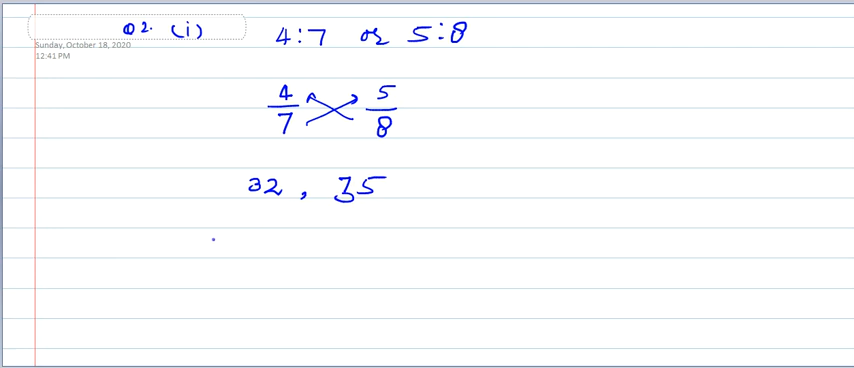 Q2. (i) 4:7 or 5:8
Sunday, October 18, 2020
12:41 PM
4/7 5/8
32, 35